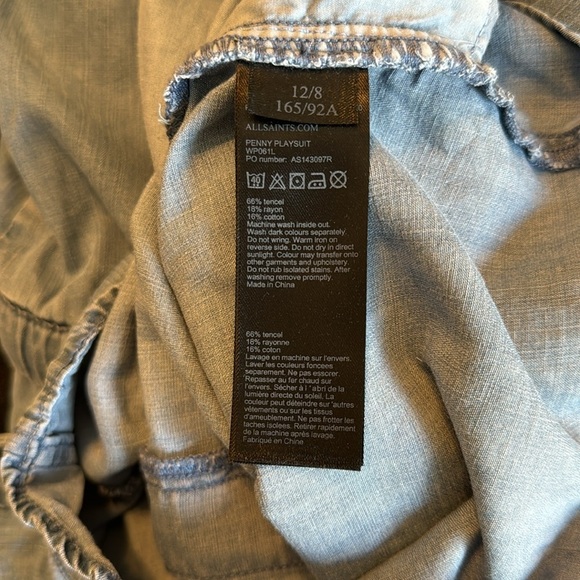 12/8
165/92A
ALLSAINTS.COM
PENNY PLAYSUIT
WP061L
PO number: AS143097R
40
66% tencel
18% rayon
16% cotton
Machine wash inside out.
Wash dark colours separately.
Do not wring. Warm iron on
reverse side. Do not dry in direct
sunlight. Colour may transfer onto
other garments and upholstery.
Do not rub isolated stains. After
washing remove promptly.
Made in China
66% tencel
18% rayonne
16% coton
Lavage en machine sur l'envers.
Laver les couleurs foncées
separement. Ne pas essorer.
Repasser au fer chaud sur
l'envers. Sécher à l'abri de la
lumière directe du soleil. La
couleur peut déteindre sur 'autres
vêtements ou sur les tissus
d'ameublement. Ne pas frotter les
taches isolees. Retirer rapidement
de la machine après lavage.
Fabriqué en Chine